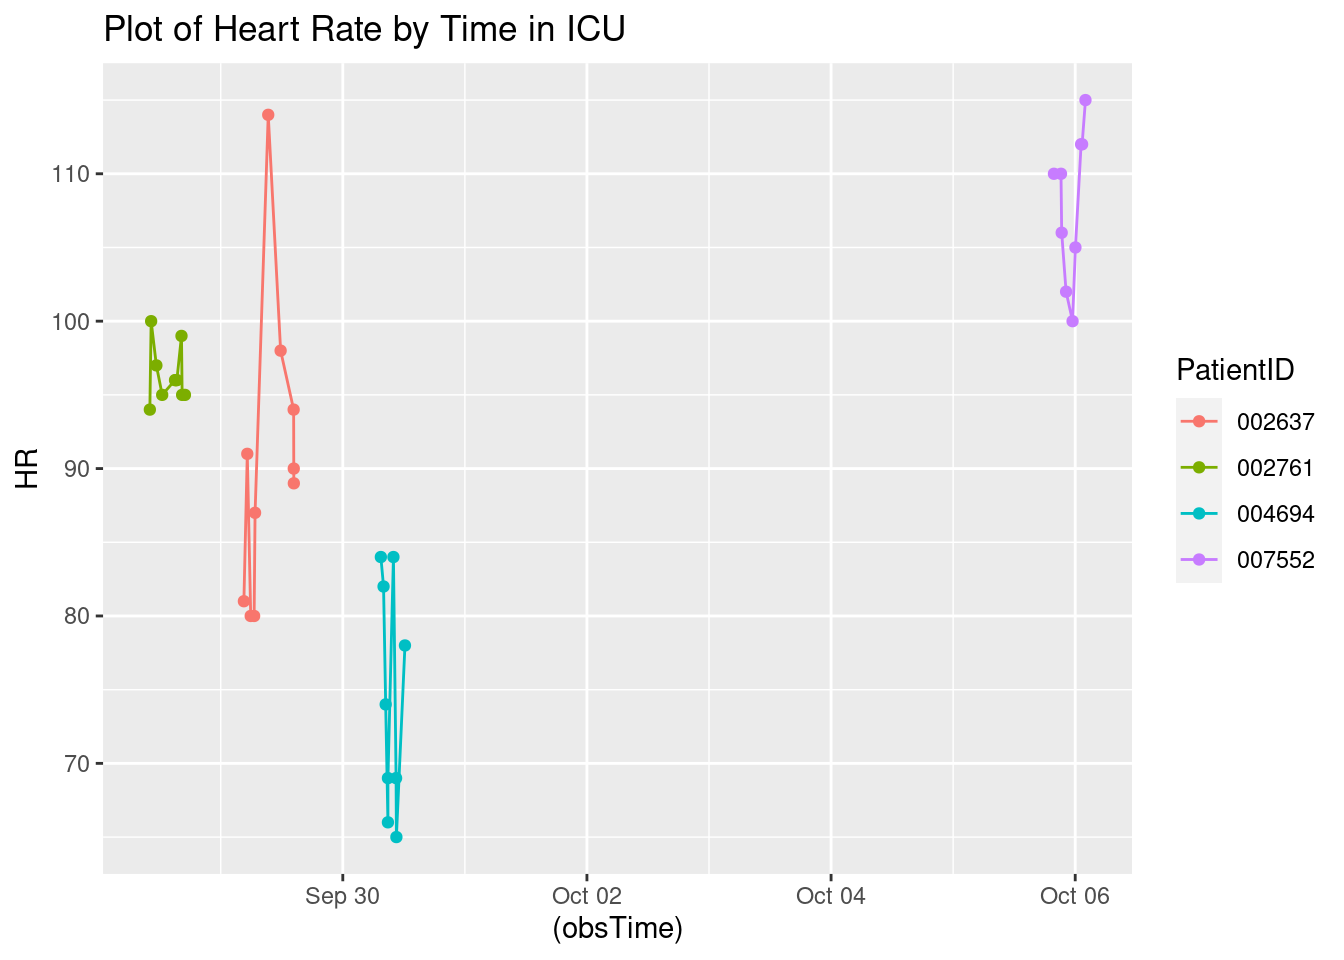 Plot of Heart Rate by Time in ICU
110
100
90
80
70
HR
Sep 30
Oct 02
Oct 04
Oct 06
(obsTime)
PatientID
002637
002761
004694
007552